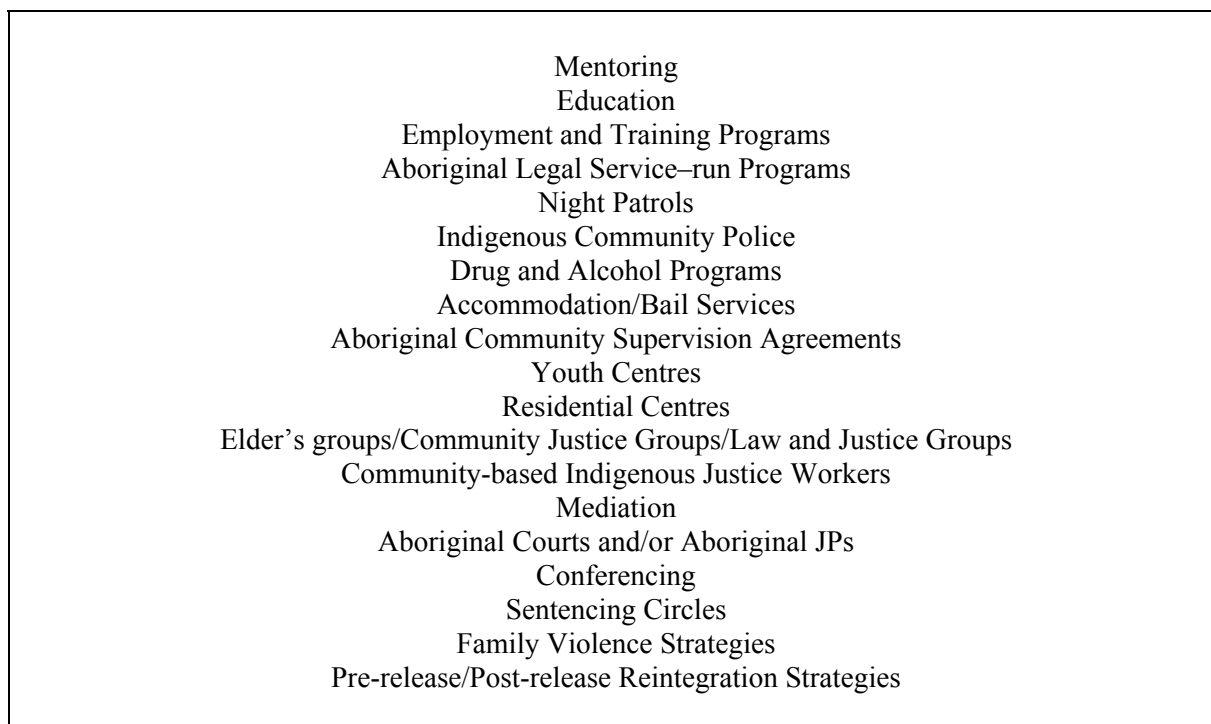 Mentoring
Education
Employment and Training Programs
Aboriginal Legal Service–run Programs
Night Patrols
Indigenous Community Police
Drug and Alcohol Programs
Accommodation/Bail Services
Aboriginal Community Supervision Agreements
Youth Centres
Residential Centres
Elder's groups/Community Justice Groups/Law and Justice Groups
Community-based Indigenous Justice Workers
Mediation
Aboriginal Courts and/or Aboriginal JPs
Conferencing
Sentencing Circles
Family Violence Strategies
Pre-release/Post-release Reintegration Strategies